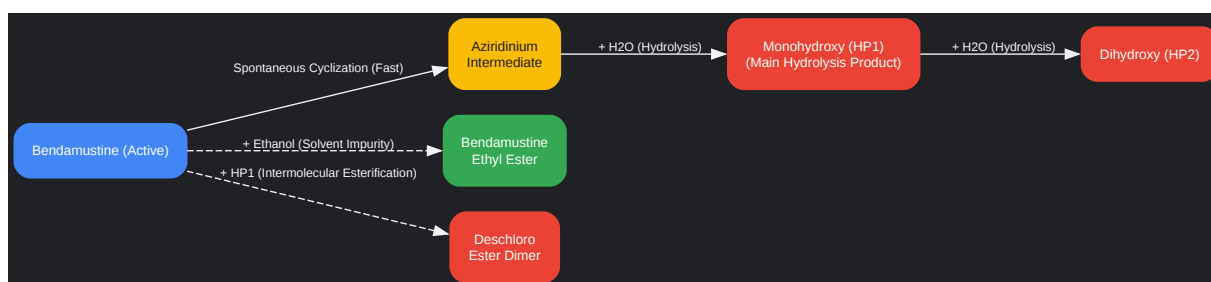 Aziridinium
Intermediate
+ H2O (Hydrolysis)
Monohydroxy (HP1)
(Main Hydrolysis Product)
+ H2O (Hydrolysis)
Dihydroxy (HP2)
Spontaneous Cyclization (Fast)
Bendamustine (Active)
+ Ethanol (Solvent Impurity)
Bendamustine
Ethyl Ester
+ HP1 (Intermolecular Esterification)
Deschloro
Ester Dimer